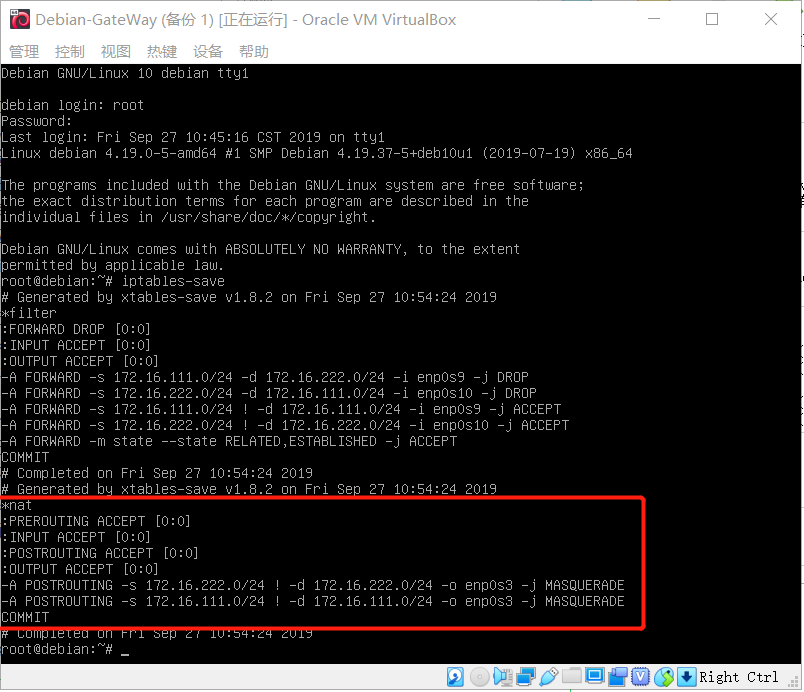 Debian-GateWay (备份 1) [正在运行] - Oracle VM VirtualBox
管理 控制 视图 热键 设备 帮助
Debian GNU/Linux 10 debian tty1
debian login: root
Password:
Last login: Fri Sep 27 10:45:16 CST 2019 on tty1
Linux debian 4.19.0-5-amd64 #1 SMP Debian 4.19.37-5+deb10u1 (2019-07-19) x86_64
The programs included with the Debian GNU/Linux system are free software;
the exact distribution terms for each program are described in the
individual files in /usr/share/doc/*/copyright.
Debian GNU/Linux comes with ABSOLUTELY NO WARRANTY, to the extent
permitted by applicable law.
root@debian:~# iptables-save
# Generated by xtables-save v1.8.2 on Fri Sep 27 10:54:24 2019
*filter
:FORWARD DROP [0:0]
:INPUT ACCEPT [0:0]
:OUTPUT ACCEPT [0:0]
-A FORWARD -s 172.16.111.0/24 -d 172.16.222.0/24 -i enp0s9 -j DROP
-A FORWARD -s 172.16.222.0/24 -d 172.16.111.0/24 -i enp0s10 -j DROP
-A FORWARD -s 172.16.111.0/24 ! -d 172.16.111.0/24 -i enp0s9 -j ACCEPT
-A FORWARD -s 172.16.222.0/24 ! -d 172.16.222.0/24 -i enp0s10 -j ACCEPT
-A FORWARD -m state --state RELATED,ESTABLISHED -j ACCEPT
COMMIT
# Completed on Fri Sep 27 10:54:24 2019
# Generated by xtables-save v1.8.2 on Fri Sep 27 10:54:24 2019
*nat
:PREROUTING ACCEPT [0:0]
:INPUT ACCEPT [0:0]
:POSTROUTING ACCEPT [0:0]
:OUTPUT ACCEPT [0:0]
-A POSTROUTING -s 172.16.222.0/24 ! -d 172.16.222.0/24 -o enp0s3 -j MASQUERADE
-A POSTROUTING -s 172.16.111.0/24 ! -d 172.16.111.0/24 -o enp0s3 -j MASQUERADE
COMMIT
# Completed on Fri Sep 27 10:54:24 2019
root@debian:~# _
Right Ctrl